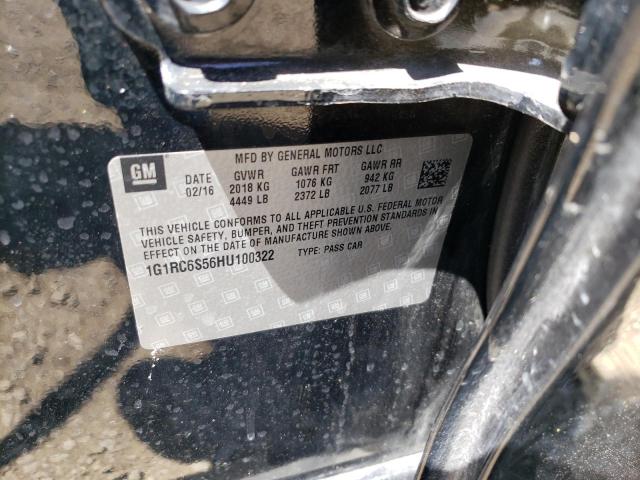 MFD BY GENERAL MOTORS LLC
GM
DATE GVWR GAWR FRT GAWR RR
02/16 2018 KG 1076 KG 942 KG
4449 LB 2372 LB 2077 LB
THIS VEHICLE CONFORMS TO ALL APPLICABLE U.S. FEDERAL MOTOR
VEHICLE SAFETY, BUMPER, AND THEFT PREVENTION STANDARDS IN
EFFECT ON THE DATE OF MANUFACTURE SHOWN ABOVE.
1G1RC6S56HU100322 TYPE: PASS CAR